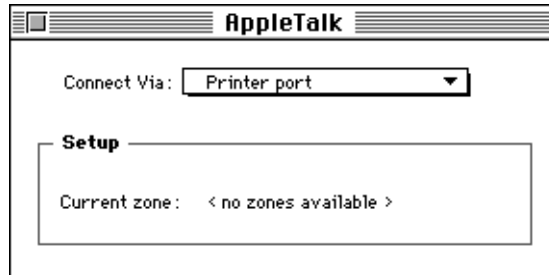 AppleTalk
Connect Via: Printer port
Setup
Current zone: < no zones available >